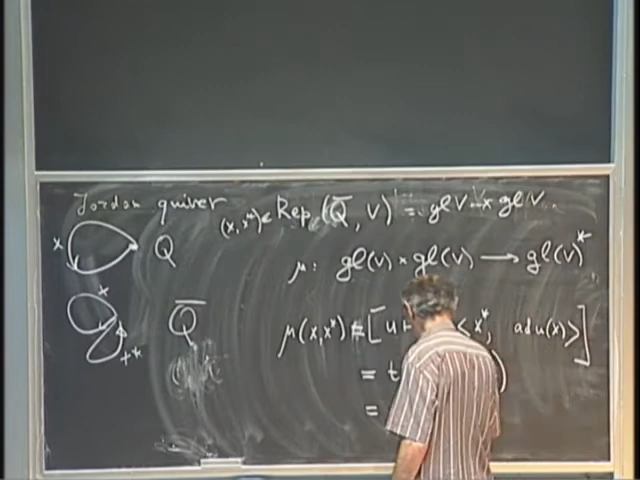 Jordan quiver
(x, x*) ∈ Rep(Q̅, V) = gl V × gl V.
x Q
μ: gl(V) × gl(V) → gl(V)*
x
Q̅
x*
μ(x, x*) = [u <x*, ad u(x)>]
= t )
=